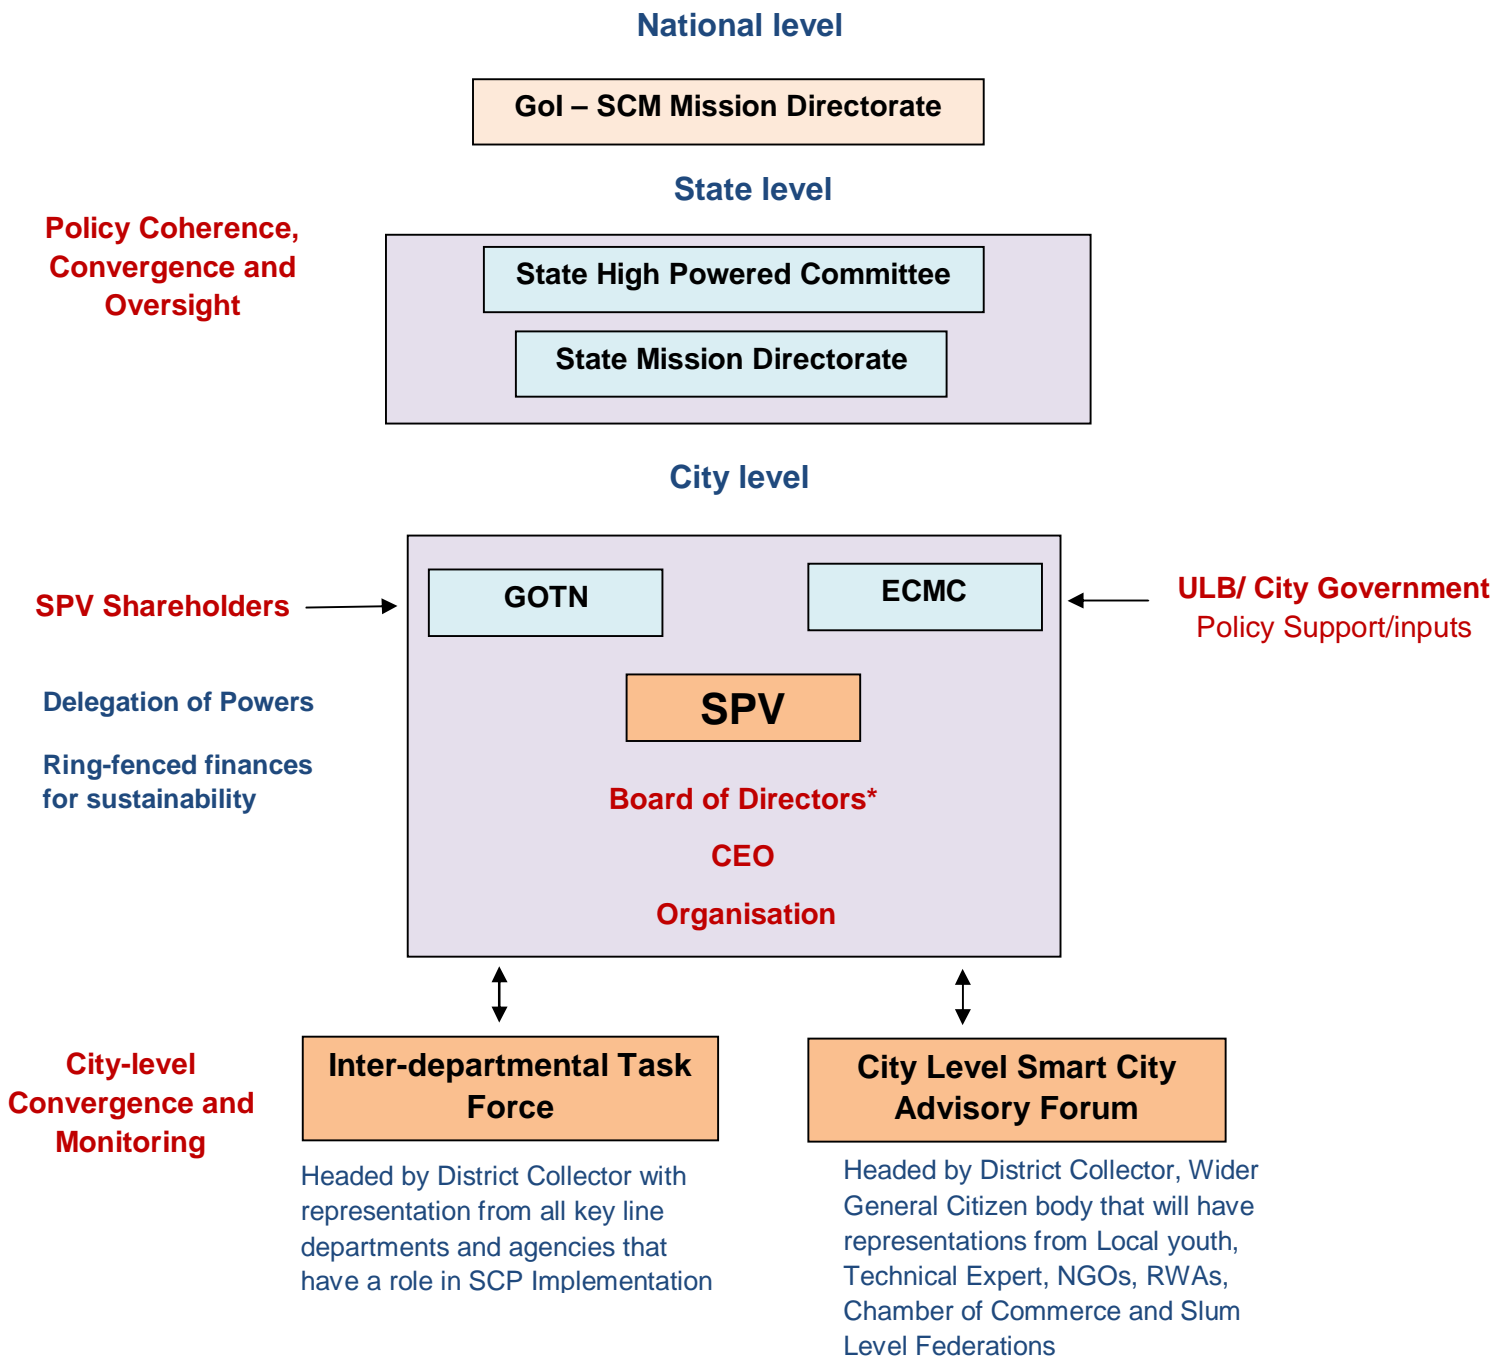 National level
GoI – SCM Mission Directorate
State level
Policy Coherence,
Convergence and
Oversight
State High Powered Committee
State Mission Directorate
City level
SPV Shareholders
GOTN
ECMC
ULB/ City Government
Policy Support/inputs
SPV
Delegation of Powers
Ring-fenced finances
for sustainability
Board of Directors*
CEO
Organisation
City-level
Convergence and
Monitoring
Inter-departmental Task
Force
Headed by District Collector with
representation from all key line
departments and agencies that
have a role in SCP Implementation
City Level Smart City
Advisory Forum
Headed by District Collector, Wider
General Citizen body that will have
representations from Local youth,
Technical Expert, NGOs, RWAs,
Chamber of Commerce and Slum
Level Federations